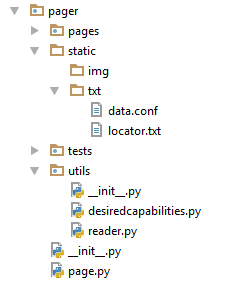 pager
pages
static
img
txt
data.conf
locator.txt
tests
utils
__init__.py
desiredcapabilities.py
reader.py
__init__.py
page.py